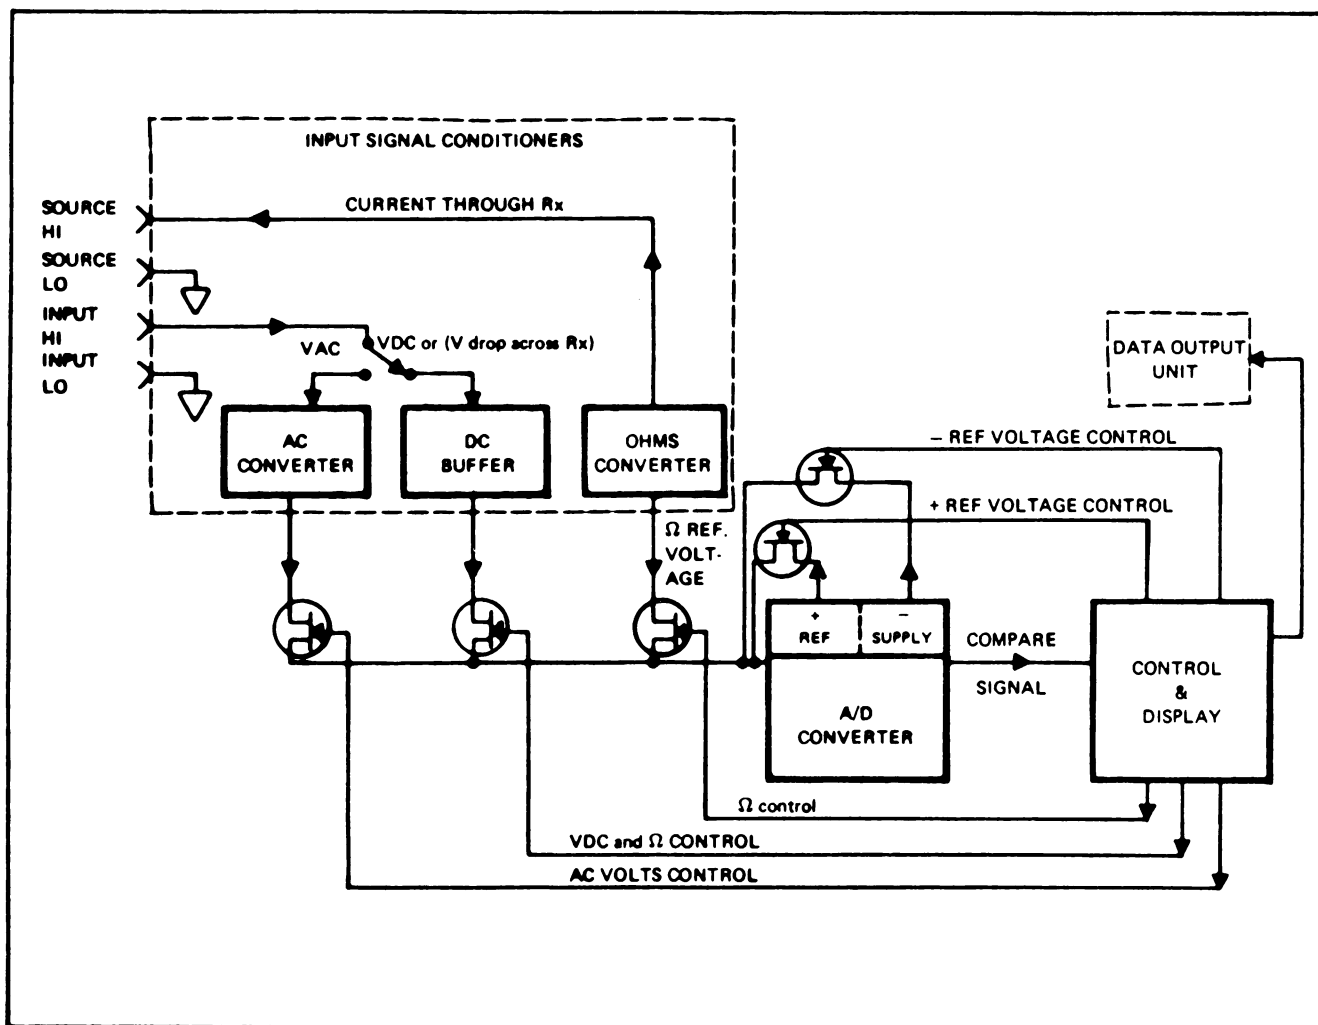 INPUT SIGNAL CONDITIONERS
SOURCE
HI
CURRENT THROUGH Rx
SOURCE
LO
INPUT
HI
VAC
VDC or (V drop across Rx)
INPUT
LO
AC
CONVERTER
DC
BUFFER
OHMS
CONVERTER
DATA OUTPUT
UNIT
– REF VOLTAGE CONTROL
+ REF VOLTAGE CONTROL
Ω REF.
VOLT-
AGE
+
REF
–
SUPPLY
COMPARE
SIGNAL
A/D
CONVERTER
CONTROL
&
DISPLAY
Ω control
VDC and Ω CONTROL
AC VOLTS CONTROL